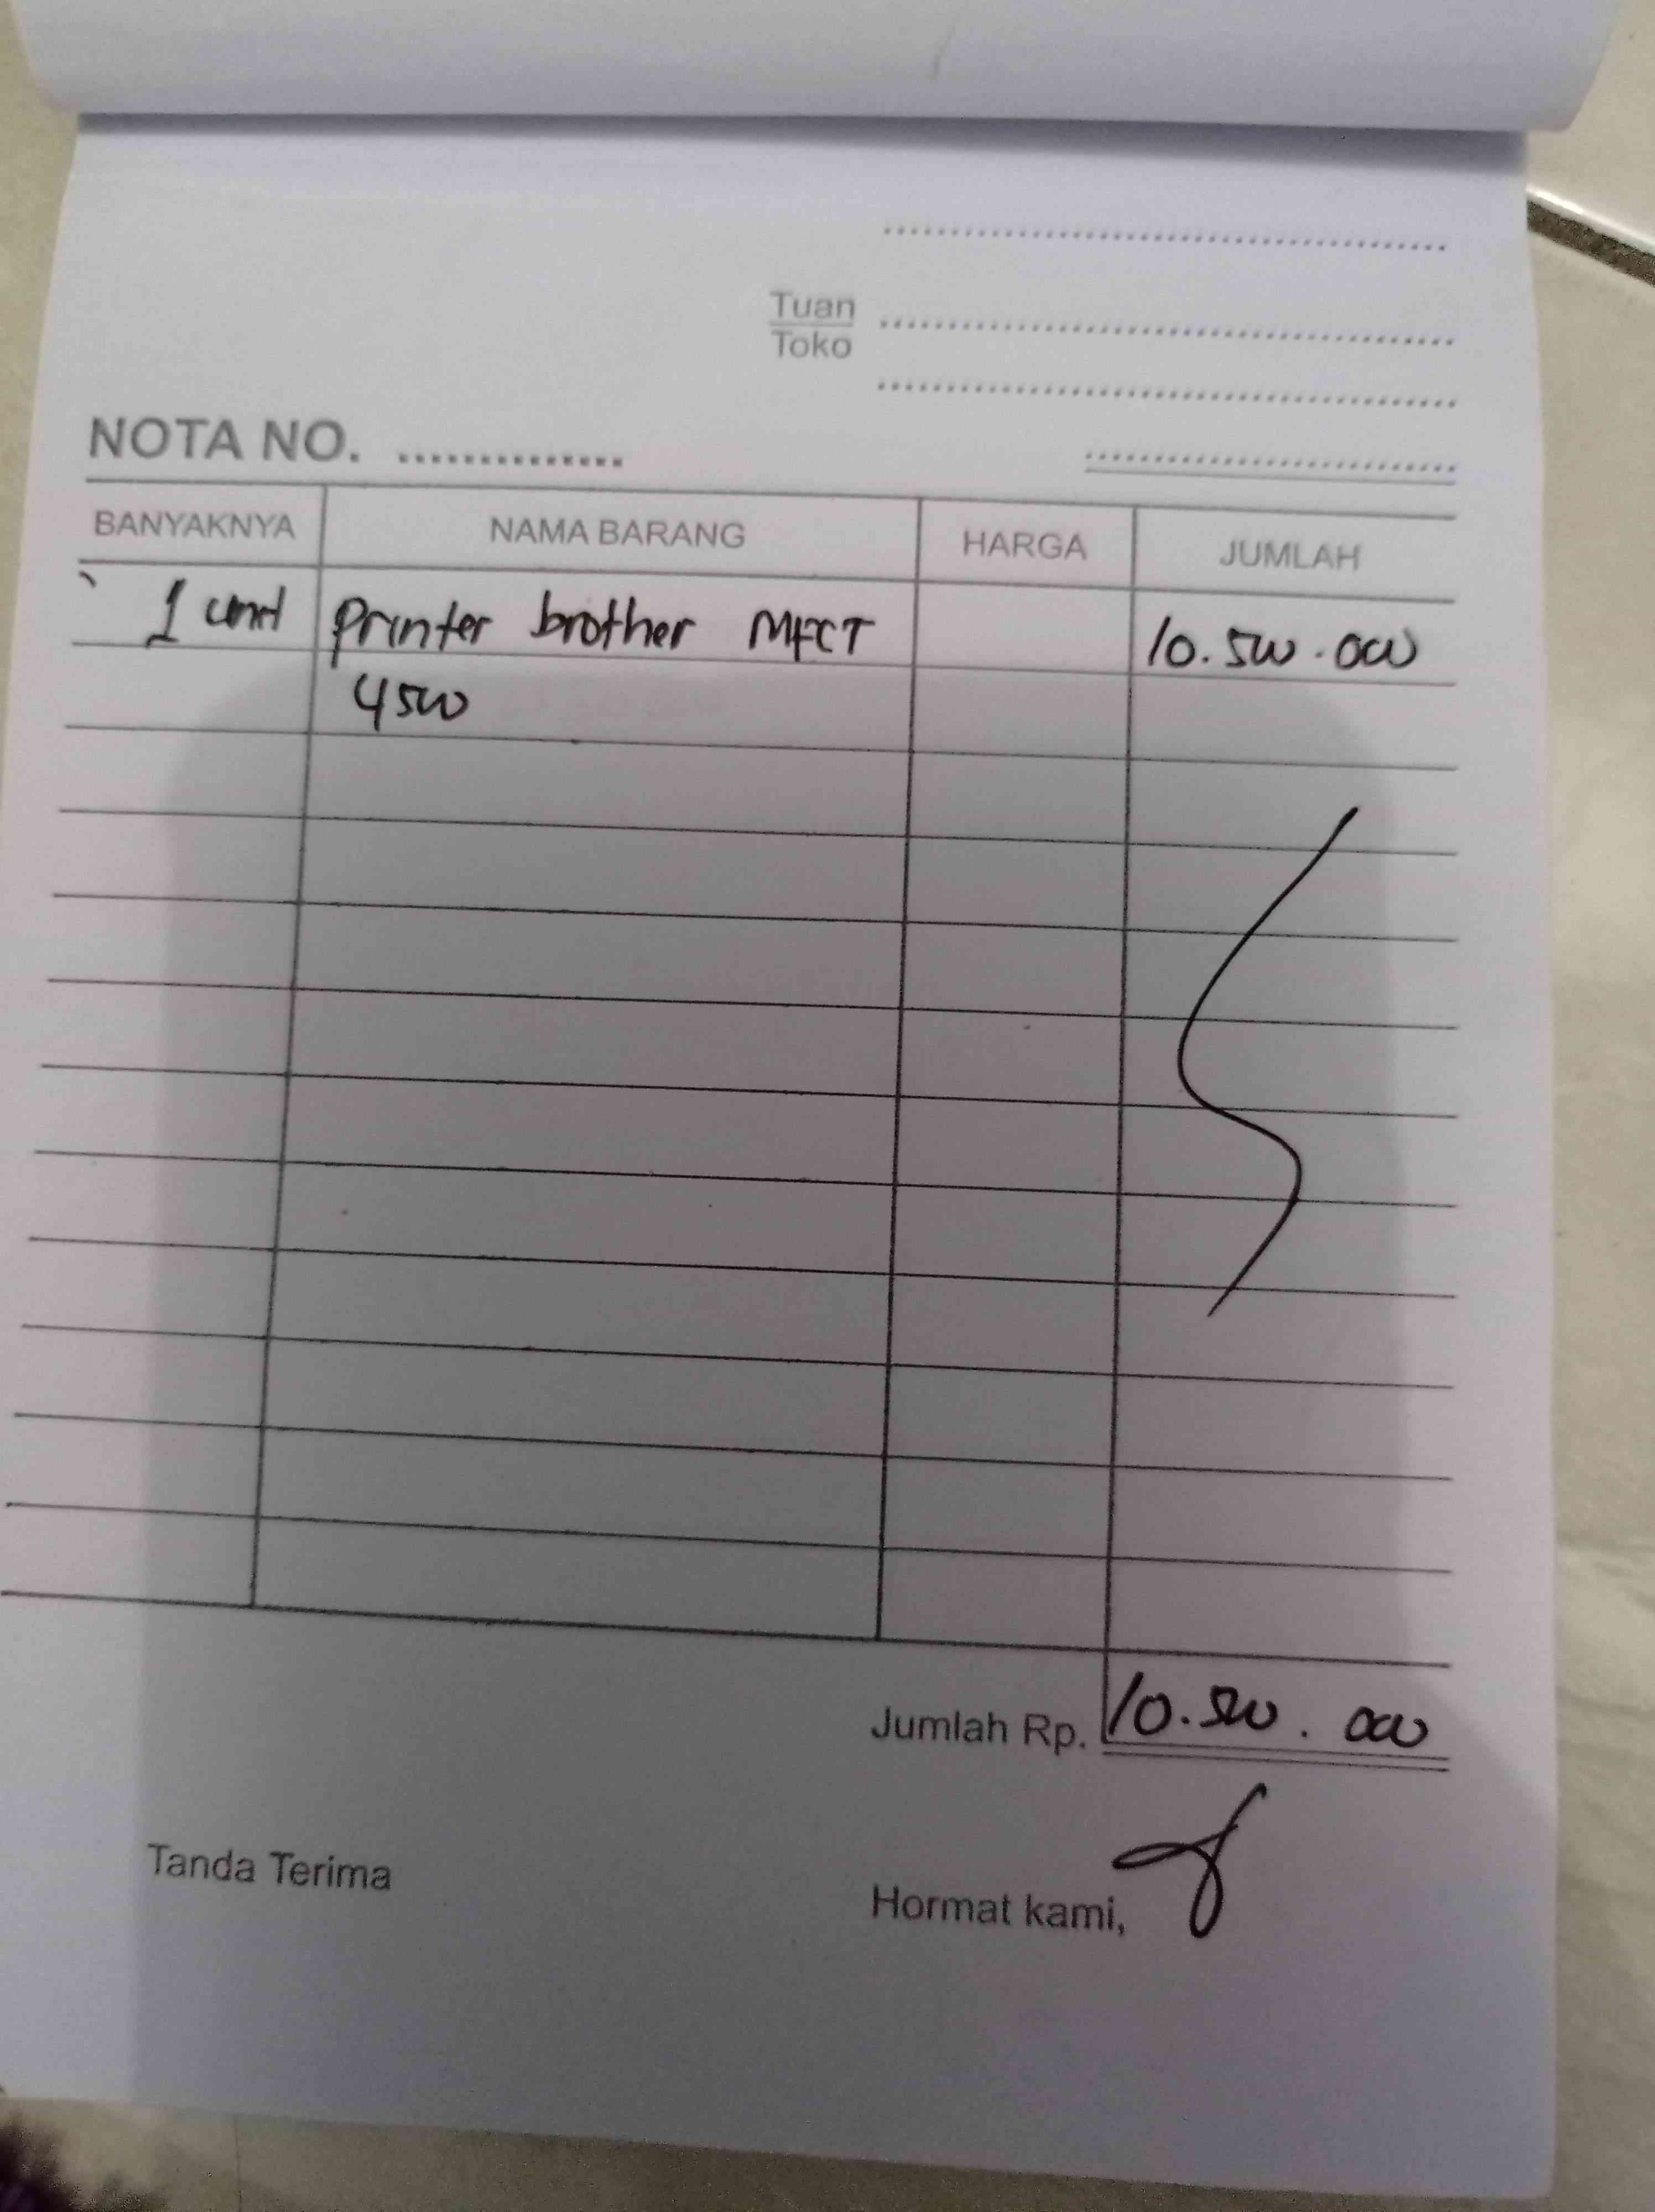 Tuan
Toko
NOTA NO. ..............
BANYAKNYA NAMA BARANG HARGA JUMLAH
1 unit Printer brother MFCT 10.500.000
4500
Jumlah Rp. 10.500.000
Tanda Terima
Hormat kami,